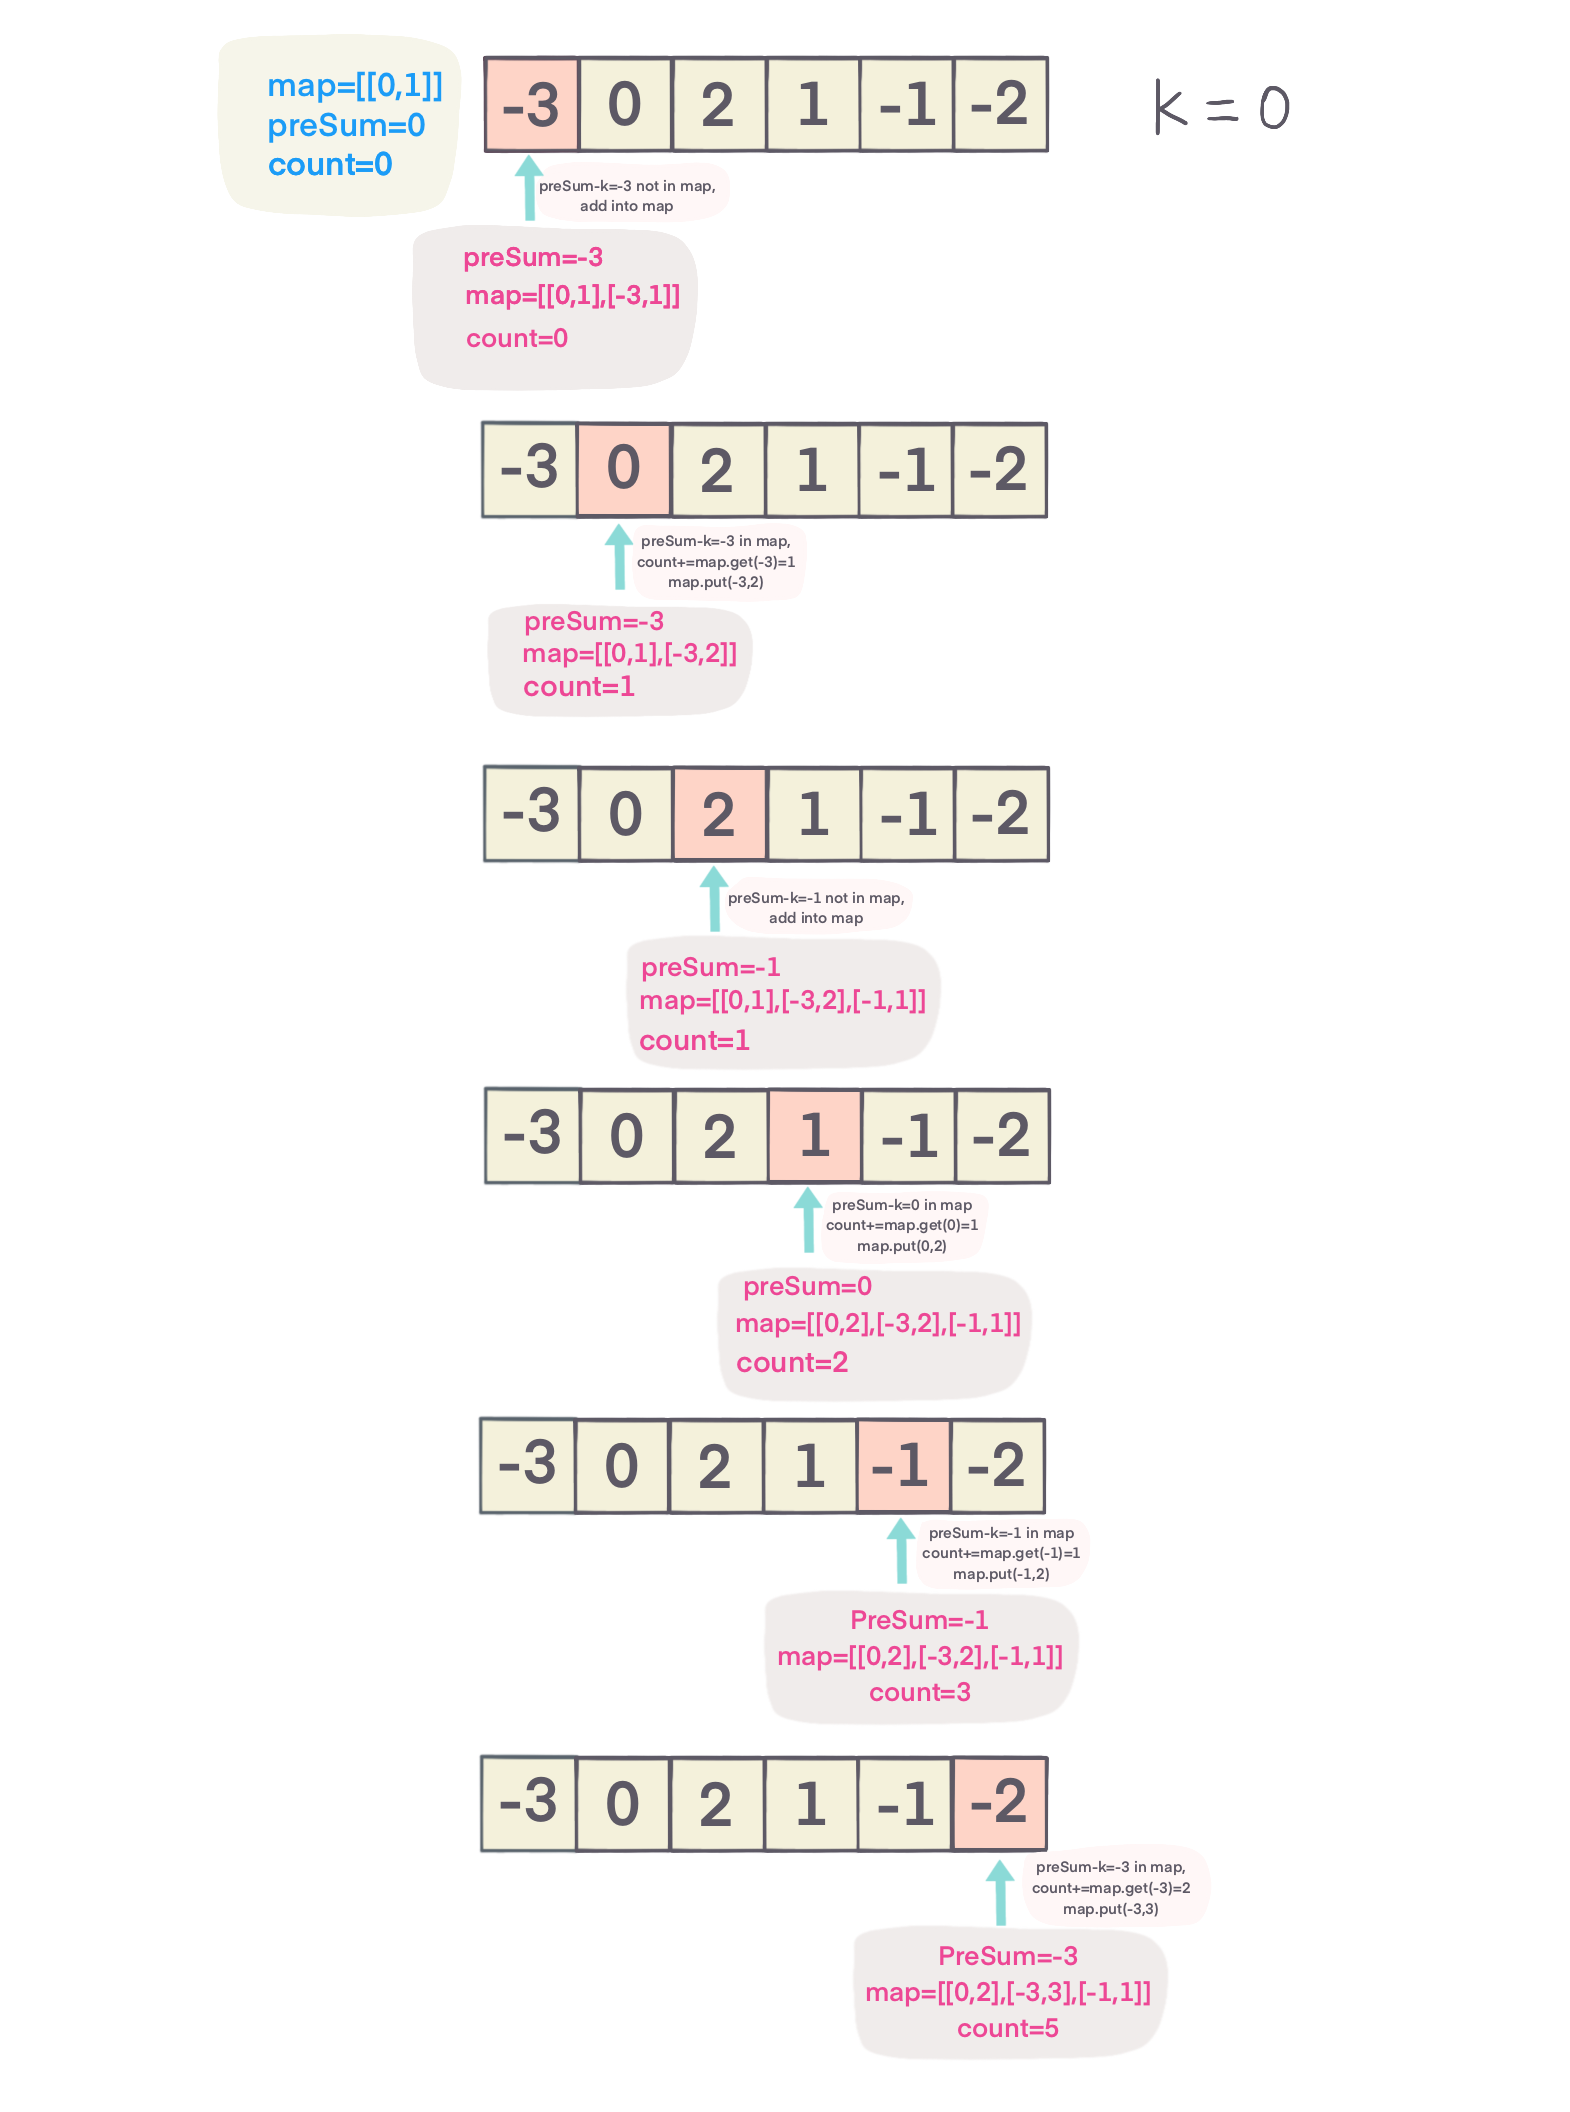 map=[[0,1]]
preSum=0
count=0
-3 0 2 1 -1 -2
k = 0
preSum-k=-3 not in map,
add into map
preSum=-3
map=[[0,1],[-3,1]]
count=0
-3 0 2 1 -1 -2
preSum-k=-3 in map,
count+=map.get(-3)=1
map.put(-3,2)
preSum=-3
map=[[0,1],[-3,2]]
count=1
-3 0 2 1 -1 -2
preSum-k=-1 not in map,
add into map
preSum=-1
map=[[0,1],[-3,2],[-1,1]]
count=1
-3 0 2 1 -1 -2
preSum-k=0 in map
count+=map.get(0)=1
map.put(0,2)
preSum=0
map=[[0,2],[-3,2],[-1,1]]
count=2
-3 0 2 1 -1 -2
preSum-k=-1 in map
count+=map.get(-1)=1
map.put(-1,2)
PreSum=-1
map=[[0,2],[-3,2],[-1,1]]
count=3
-3 0 2 1 -1 -2
preSum-k=-3 in map,
count+=map.get(-3)=2
map.put(-3,3)
PreSum=-3
map=[[0,2],[-3,3],[-1,1]]
count=5